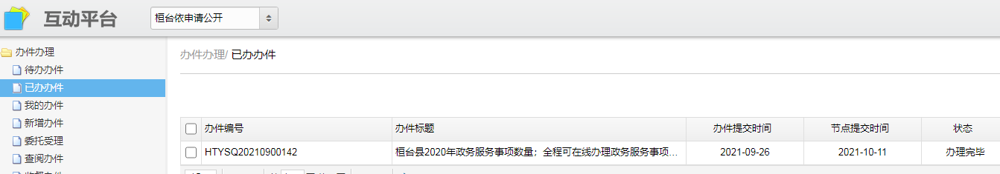 互动平台
桓台依申请公开
办件办理
待办办件
已办办件
我的办件
新增办件
委托受理
查阅办件
办件办理/ 已办办件
办件编号 办件标题 办件提交时间 节点提交时间 状态
HTYSQ20210900142 桓台县2020年政务服务事项数量；全程可在线办理政务服务事项... 2021-09-26 2021-10-11 办理完毕